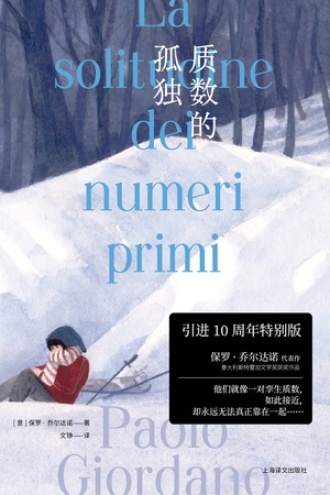 La
solitudine
dei
numeri
primi
质数的
孤独
引进 10 周年特别版
保罗·乔尔达诺 代表作
意大利斯特雷加文学奖获奖作品
他们就像一对孪生质数，
如此接近，
却永远无法真正靠在一起……
［意］保罗·乔尔达诺—著
文铮—译
Paolo
Giordano
上海译文出版社